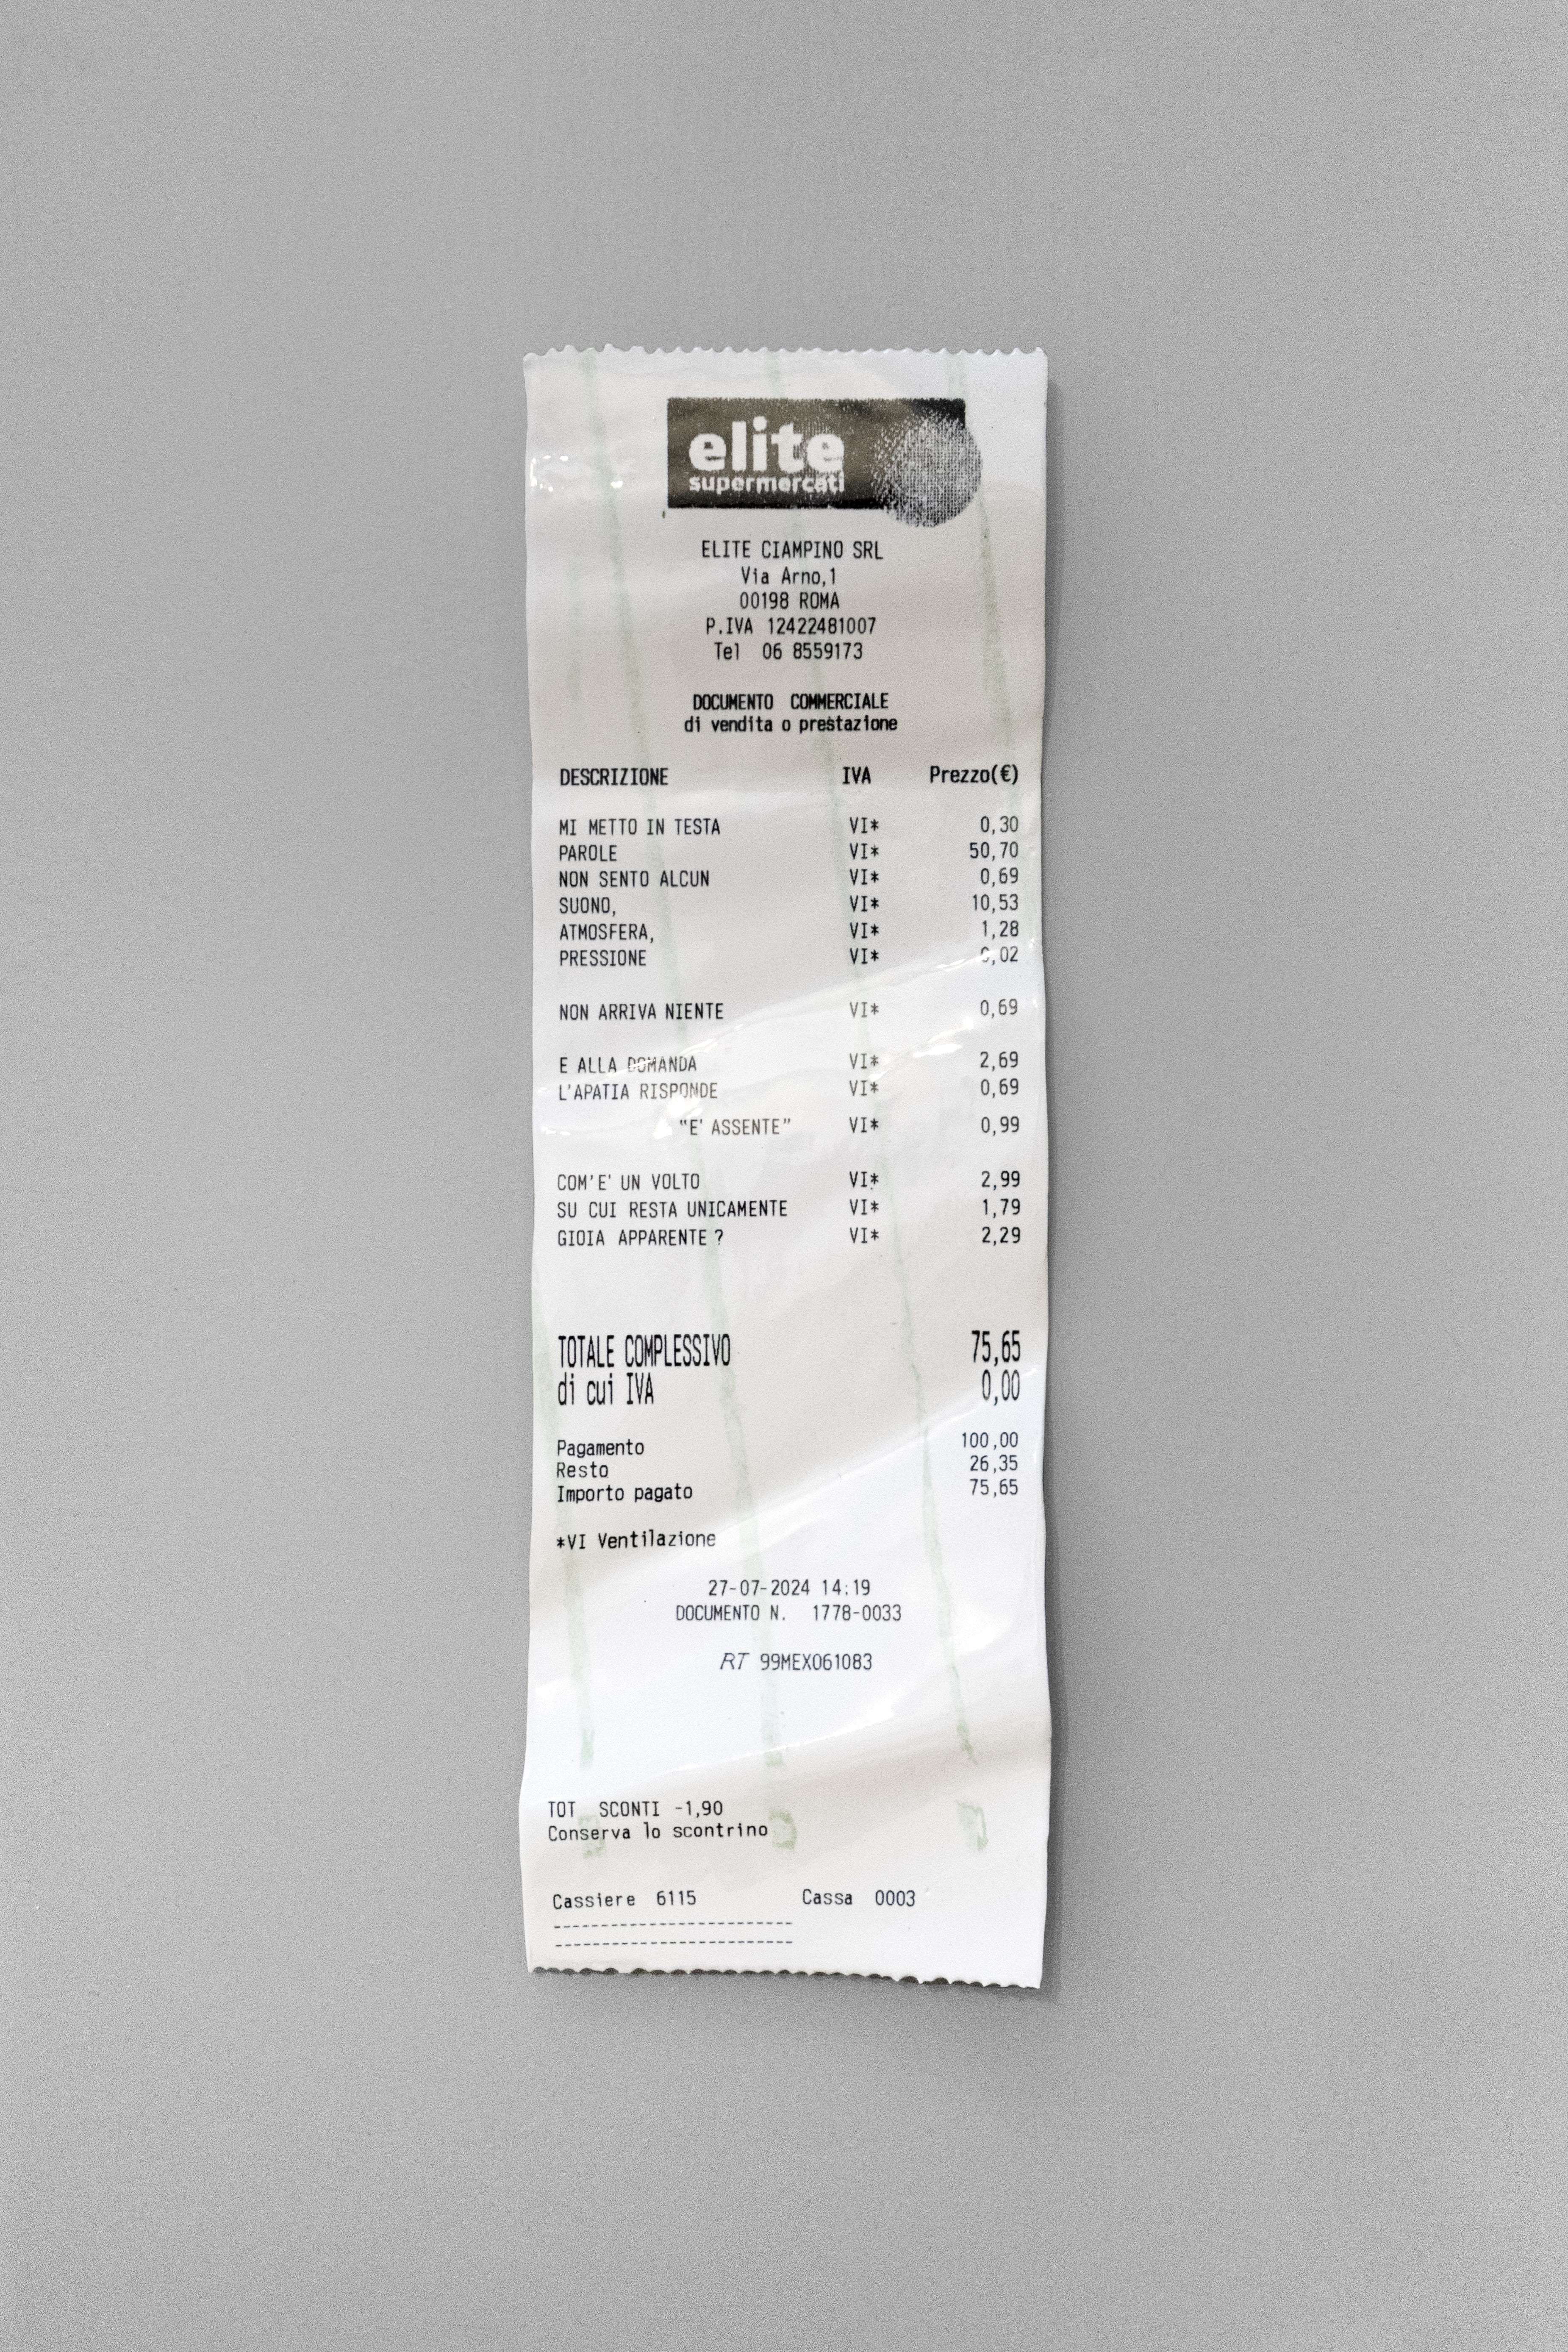 elite
supermercati
ELITE CIAMPINO SRL
Via Arno,1
00198 ROMA
P.IVA 12422481007
Tel 06 8559173
DOCUMENTO COMMERCIALE
di vendita o prestazione
DESCRIZIONE IVA Prezzo(€)
MI METTO IN TESTA VI* 0,30
PAROLE VI* 50,70
NON SENTO ALCUN VI* 0,69
SUONO, VI* 10,53
ATMOSFERA, VI* 1,28
PRESSIONE VI* 0,02
NON ARRIVA NIENTE VI* 0,69
E ALLA DOMANDA VI* 2,69
L'APATIA RISPONDE VI* 0,69
"E' ASSENTE" VI* 0,99
COM'E' UN VOLTO VI* 2,99
SU CUI RESTA UNICAMENTE VI* 1,79
GIOIA APPARENTE ? VI* 2,29
TOTALE COMPLESSIVO 75,65
di cui IVA 0,00
Pagamento 100,00
Resto 26,35
Importo pagato 75,65
*VI Ventilazione
27-07-2024 14:19
DOCUMENTO N. 1778-0033
RT 99MEX061083
TOT SCONTI -1,90
Conserva lo scontrino
Cassiere 6115 Cassa 0003